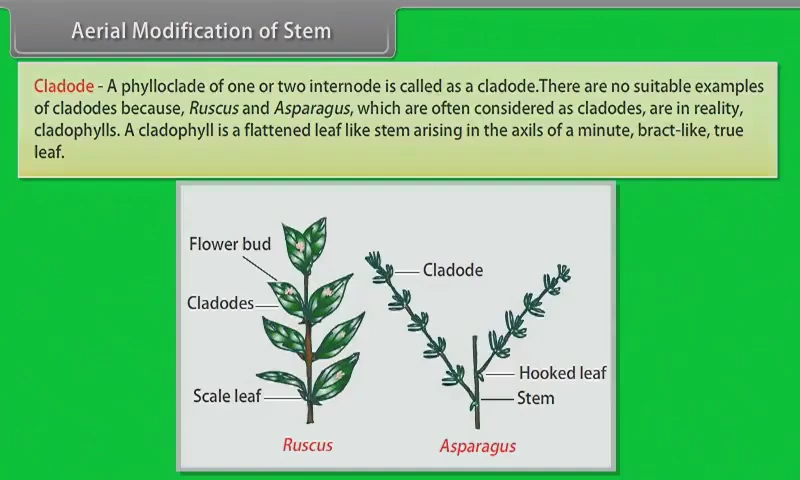 Aerial Modification of Stem
Cladode - A phylloclade of one or two internode is called as a cladode.There are no suitable examples
of cladodes because, Ruscus and Asparagus, which are often considered as cladodes, are in reality,
cladophylls. A cladophyll is a flattened leaf like stem arising in the axils of a minute, bract-like, true
leaf.
Flower bud
Cladodes
Scale leaf
Ruscus
Cladode
Hooked leaf
Stem
Asparagus